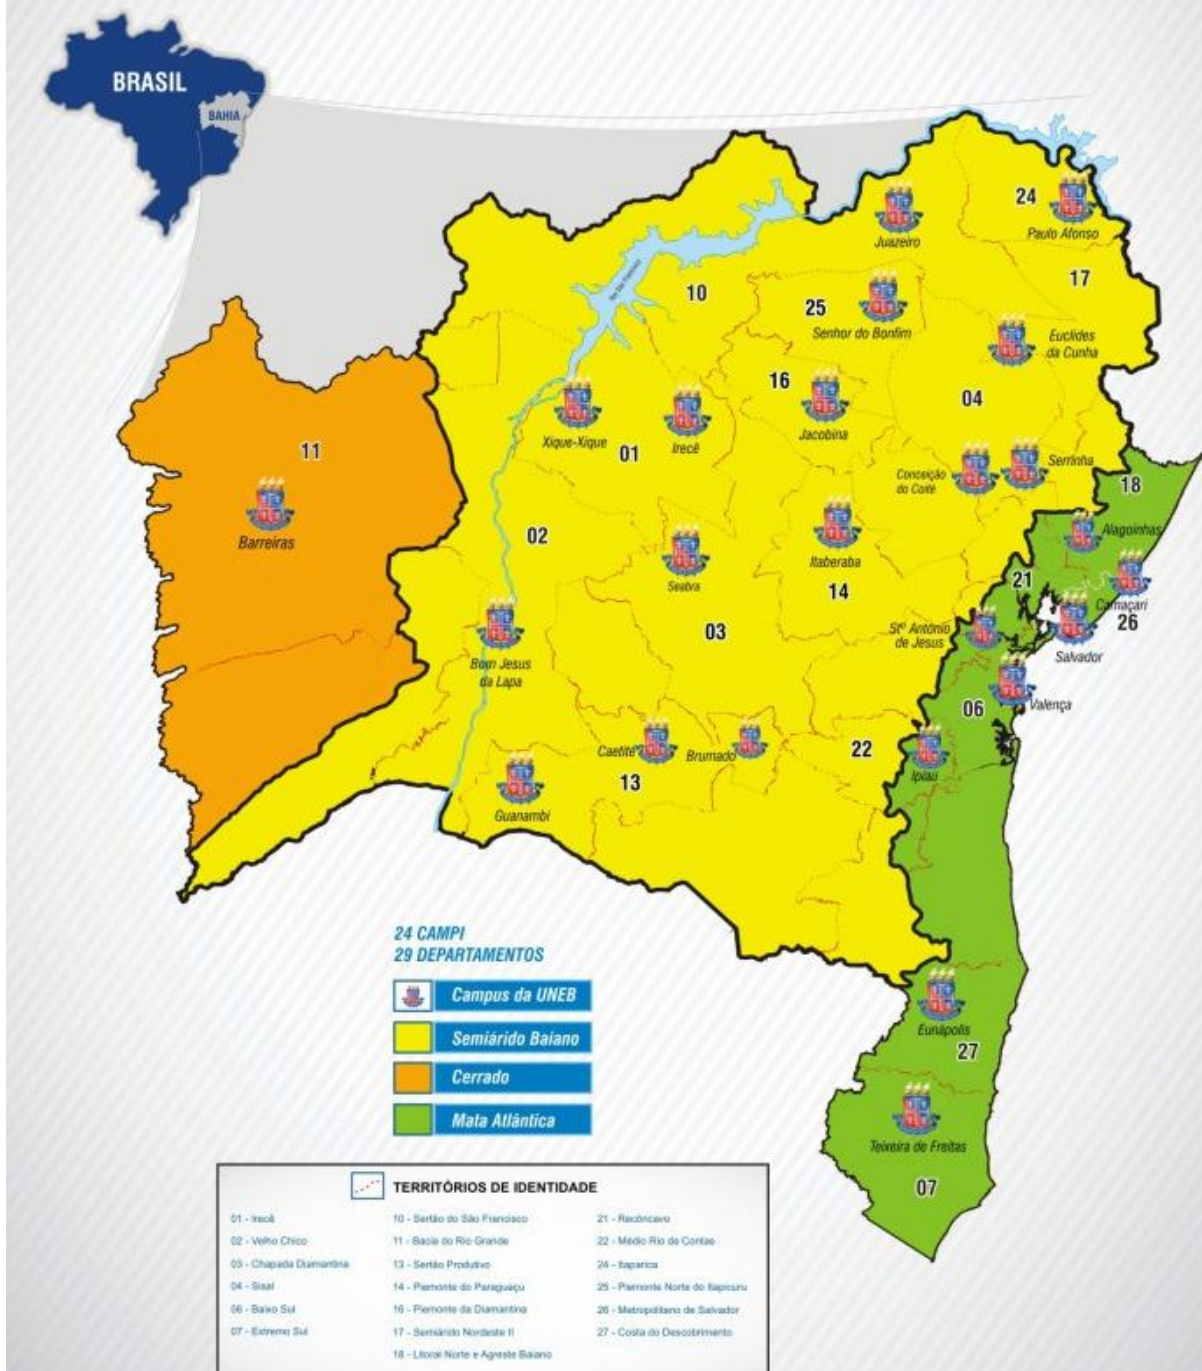 BRASIL
BAHIA
24
Paulo Afonso
Juazeiro
Rio São Francisco
10
17
25
Senhor do Bonfim
Euclides
da Cunha
16
04
Jacobina
Xique-Xique
01
Irecê
11
Barreiras
Conceição
do Coité
Serrinha
18
Alagoinhas
02
Seabra
Itaberaba
14
21
Camaçari
26
Stº Antônio
de Jesus
Salvador
03
Bom Jesus
da Lapa
Valença
06
Caetité
Brumado
22
Ipiaú
13
Guanambi
24 CAMPI
29 DEPARTAMENTOS
Campus da UNEB
Semiárido Baiano
Cerrado
Mata Atlântica
Eunápolis
27
Teixeira de Freitas
07
TERRITÓRIOS DE IDENTIDADE
01 - Irecê
02 - Velho Chico
03 - Chapada Diamantina
04 - Sisal
06 - Baixo Sul
07 - Extremo Sul
10 - Sertão do São Francisco
11 - Bacia do Rio Grande
13 - Sertão Produtivo
14 - Piemonte do Paraguaçu
16 - Piemonte da Diamantina
17 - Semiárido Nordeste II
18 - Litoral Norte e Agreste Baiano
21 - Recôncavo
22 - Médio Rio de Contas
24 - Itaparica
25 - Piemonte Norte do Itapicuru
26 - Metropolitano de Salvador
27 - Costa do Descobrimento